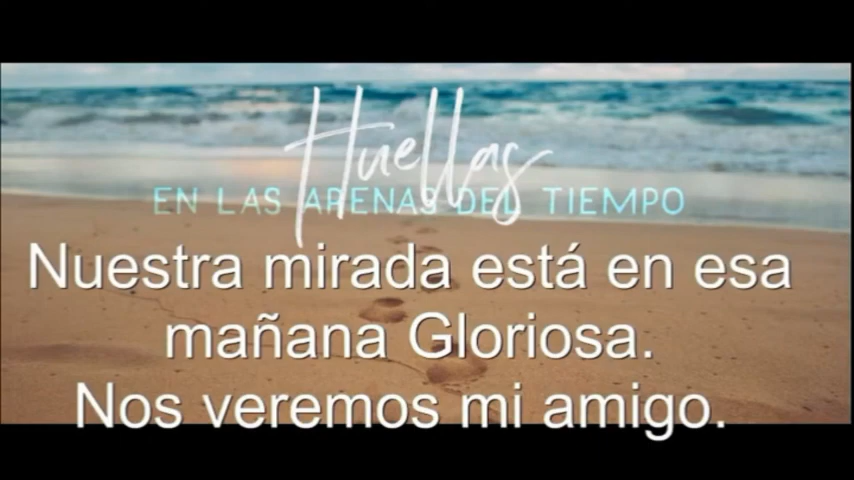 Huellas
EN LAS ARENAS DEL TIEMPO
Nuestra mirada está en esa
mañana Gloriosa.
Nos veremos mi amigo.